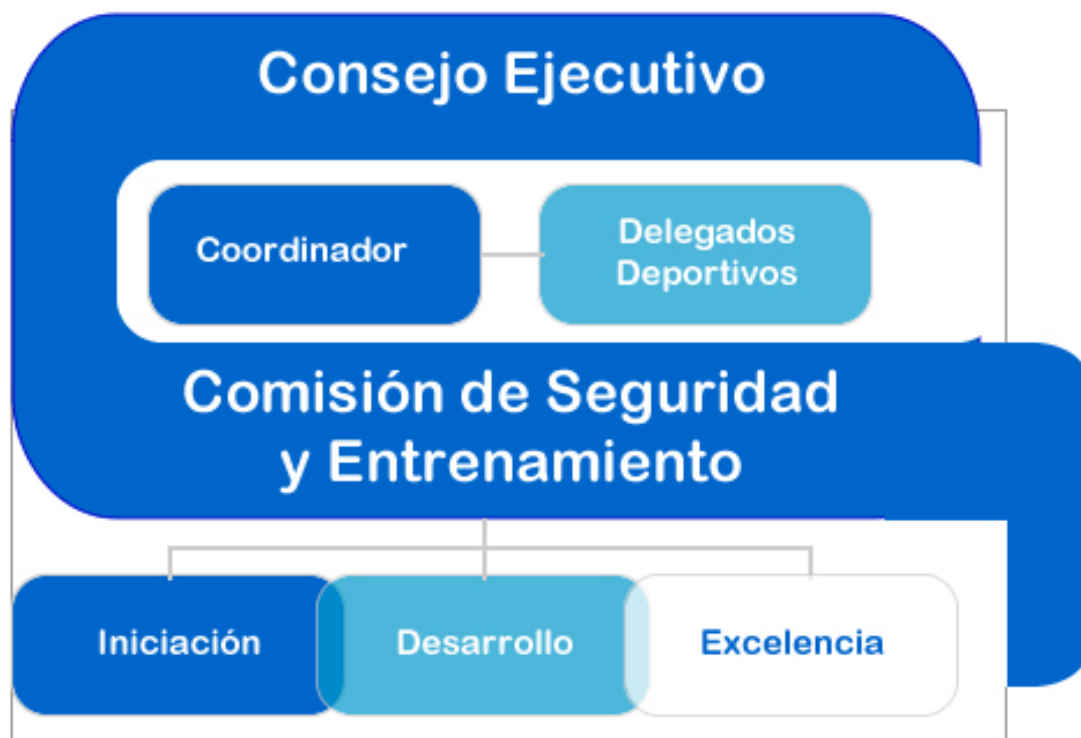 Consejo Ejecutivo
Coordinador
Delegados
Deportivos
Comisión de Seguridad
y Entrenamiento
Iniciación
Desarrollo
Excelencia